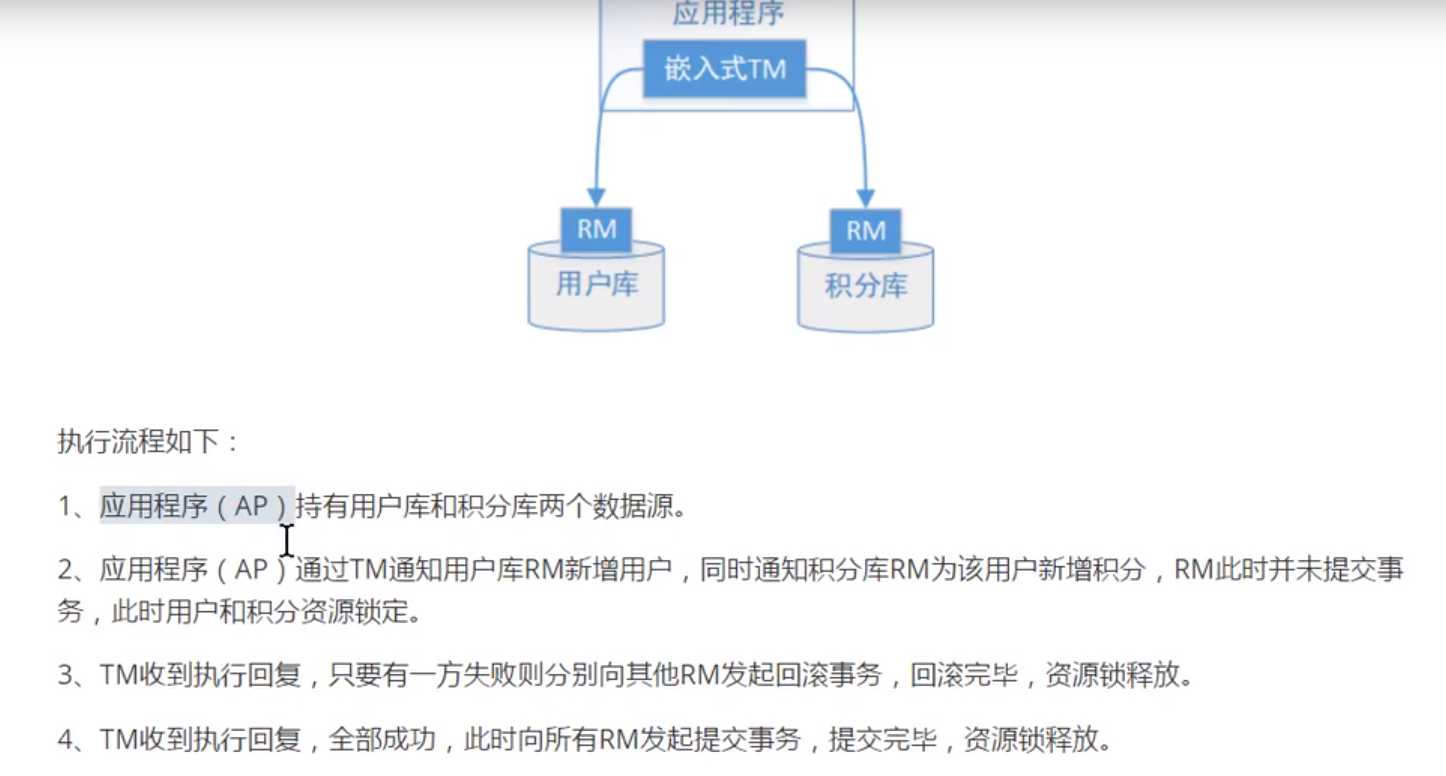 应用程序
嵌入式TM
RM
RM
用户库
积分库
执行流程如下：
1、应用程序（AP）持有用户库和积分库两个数据源。
2、应用程序（AP）通过TM通知用户库RM新增用户，同时通知积分库RM为该用户新增积分，RM此时并未提交事
务，此时用户和积分资源锁定。
3、TM收到执行回复，只要有一方失败则分别向其他RM发起回滚事务，回滚完毕，资源锁释放。
4、TM收到执行回复，全部成功，此时向所有RM发起提交事务，提交完毕，资源锁释放。